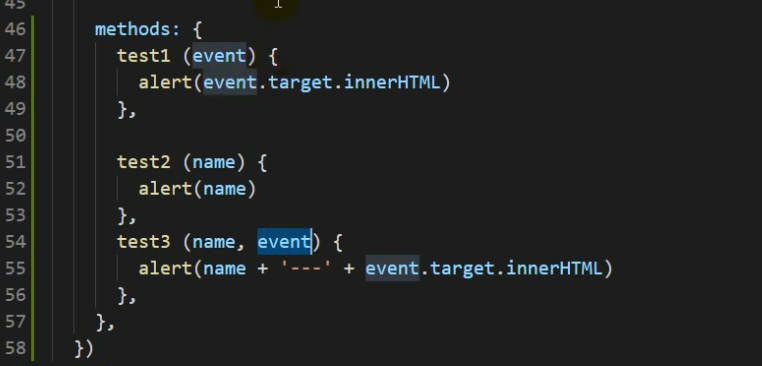 45
46 methods: {
47 test1 (event) {
48 alert(event.target.innerHTML)
49 },
50
51 test2 (name) {
52 alert(name)
53 },
54 test3 (name, event) {
55 alert(name + '---' + event.target.innerHTML)
56 },
57 },
58 })